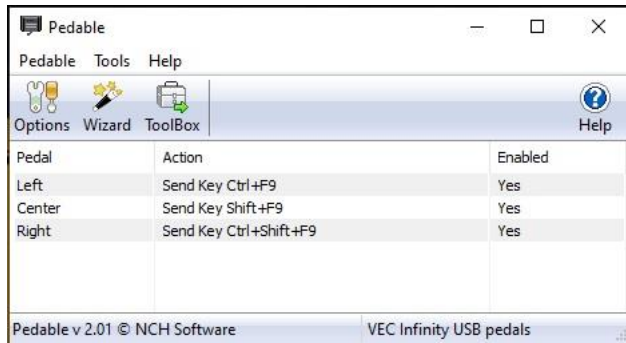 Pedable
Pedable Tools Help
Options Wizard ToolBox Help
Pedal Action Enabled
Left Send Key Ctrl+F9 Yes
Center Send Key Shift+F9 Yes
Right Send Key Ctrl+Shift+F9 Yes
Pedable v 2.01 © NCH Software VEC Infinity USB pedals